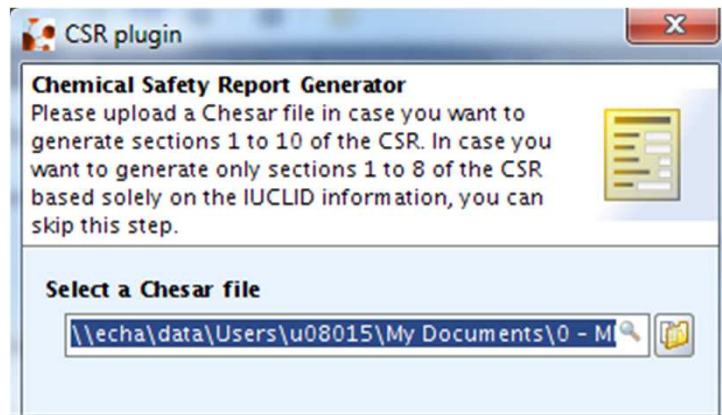 CSR plugin
Chemical Safety Report Generator
Please upload a Chesar file in case you want to
generate sections 1 to 10 of the CSR. In case you
want to generate only sections 1 to 8 of the CSR
based solely on the IUCLID information, you can
skip this step.
Select a Chesar file
\\echa\data\Users\u08015\My Documents\0 - M